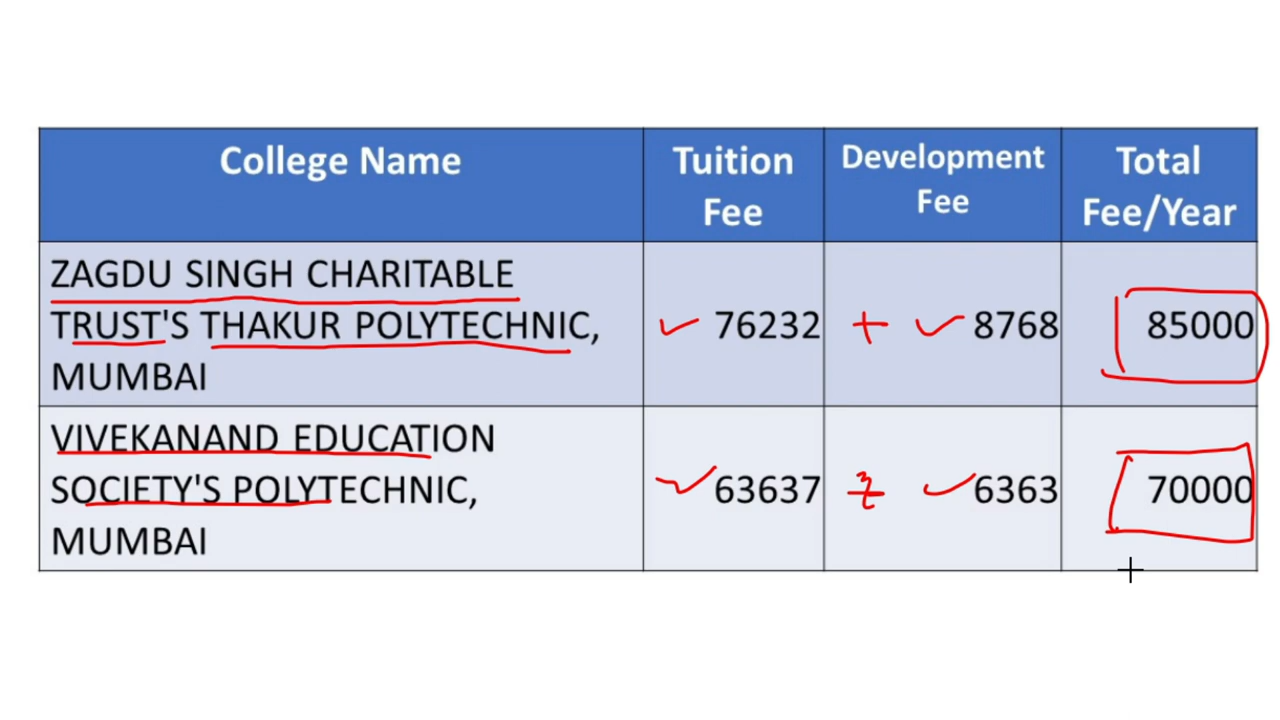 College Name
Tuition Fee
Development Fee
Total Fee/Year
ZAGDU SINGH CHARITABLE
TRUST'S THAKUR POLYTECHNIC,
MUMBAI
76232 + 8768 85000
VIVEKANAND EDUCATION
SOCIETY'S POLYTECHNIC,
MUMBAI
63637 6363 70000